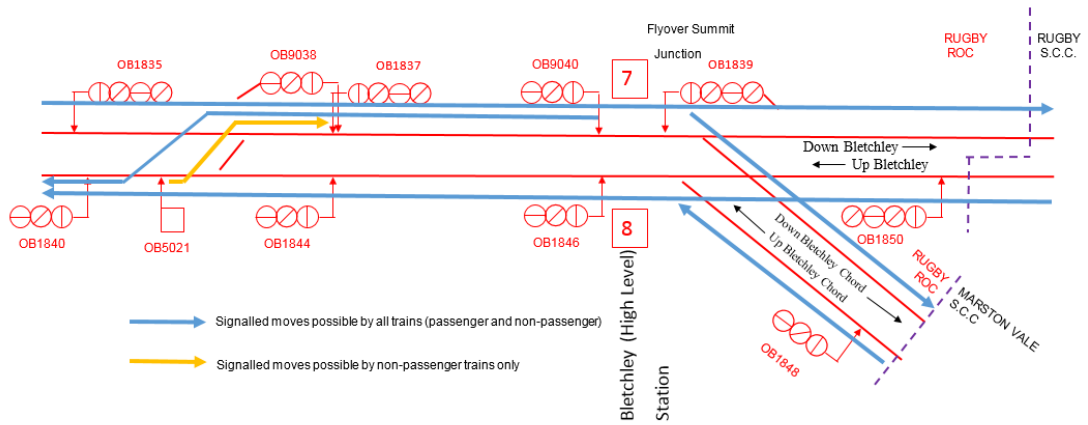 Flyover Summit
Junction
RUGBY
ROC
RUGBY
S.C.C.
OB1835
OB9038
OB1837
OB9040
7
OB1839
Down Bletchley
Up Bletchley
OB1840
OB5021
OB1844
OB1846
8
OB1850
Down Bletchley Chord
Up Bletchley Chord
RUGBY
ROC
MARSTON VALE
S.C.C
OB1848
Bletchley (High Level)
Station
Signalled moves possible by all trains (passenger and non-passenger)
Signalled moves possible by non-passenger trains only